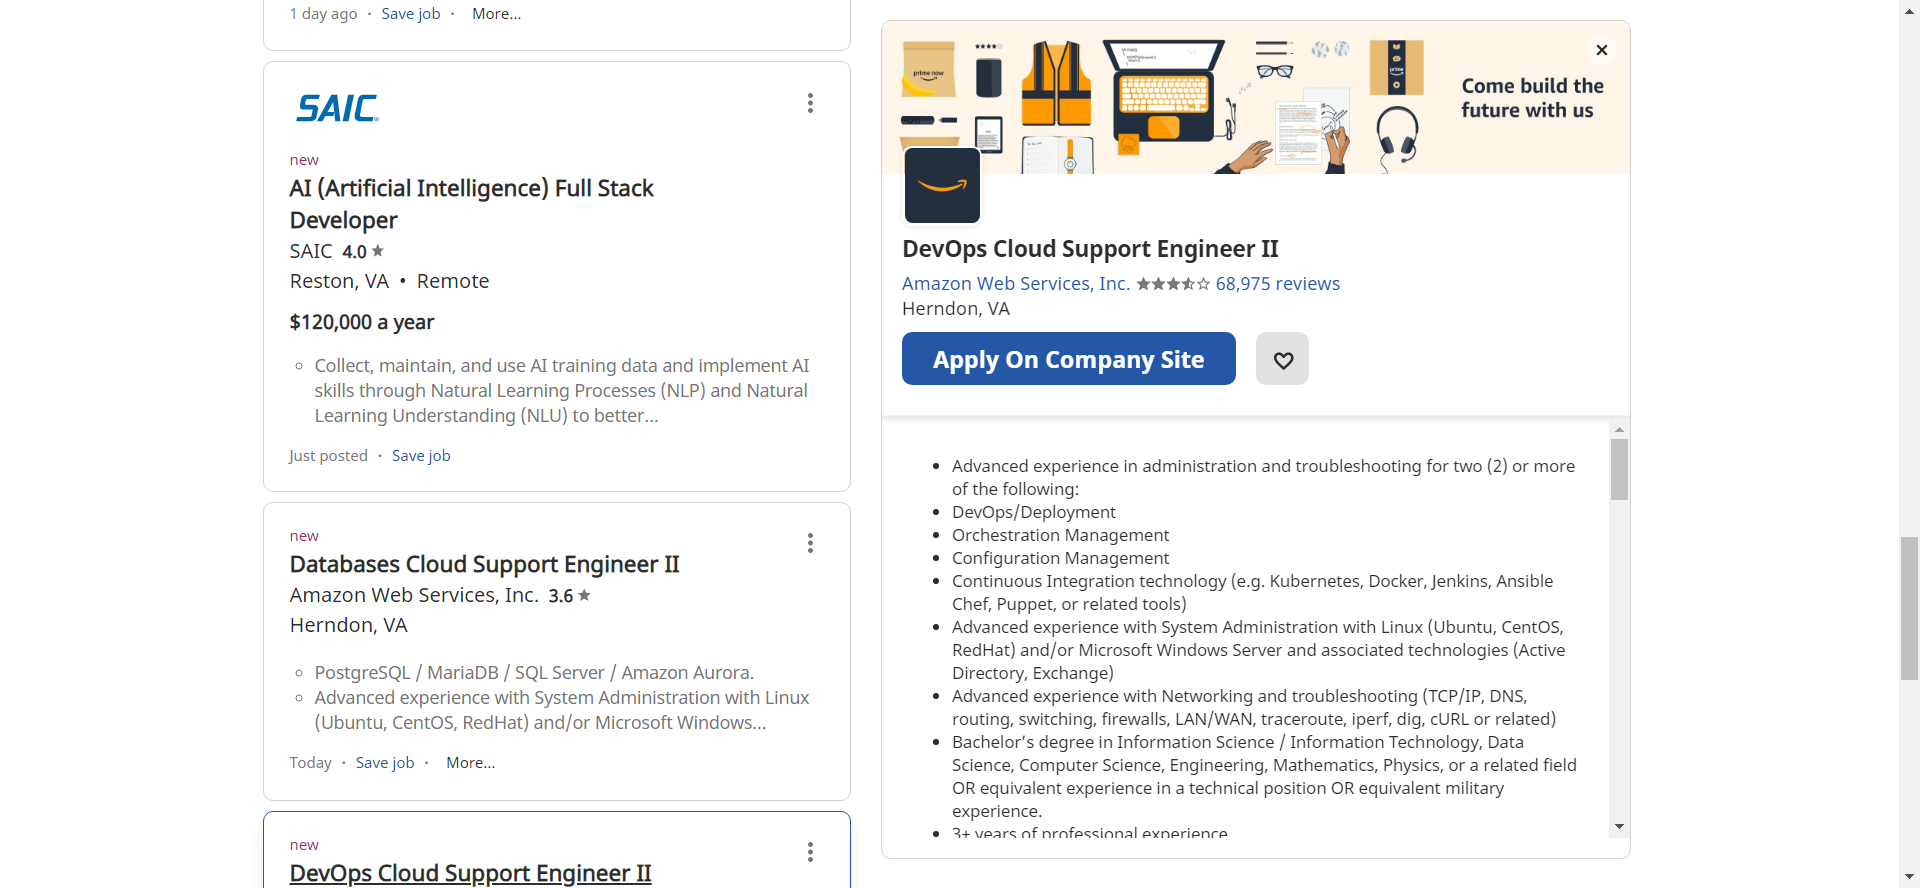 1 day ago · Save job · More...
SAIC
new
AI (Artificial Intelligence) Full Stack
Developer
SAIC 4.0 ★
Reston, VA • Remote
$120,000 a year
Collect, maintain, and use AI training data and implement AI
skills through Natural Learning Processes (NLP) and Natural
Learning Understanding (NLU) to better…
Just posted · Save job
new
Databases Cloud Support Engineer II
Amazon Web Services, Inc. 3.6 ★
Herndon, VA
PostgreSQL / MariaDB / SQL Server / Amazon Aurora.
Advanced experience with System Administration with Linux
(Ubuntu, CentOS, RedHat) and/or Microsoft Windows…
Today · Save job · More...
new
DevOps Cloud Support Engineer II
prime now
prime
Come build the
future with us
DevOps Cloud Support Engineer II
Amazon Web Services, Inc. 68,975 reviews
Herndon, VA
Apply On Company Site
• Advanced experience in administration and troubleshooting for two (2) or more
of the following:
• DevOps/Deployment
• Orchestration Management
• Configuration Management
• Continuous Integration technology (e.g. Kubernetes, Docker, Jenkins, Ansible
Chef, Puppet, or related tools)
• Advanced experience with System Administration with Linux (Ubuntu, CentOS,
RedHat) and/or Microsoft Windows Server and associated technologies (Active
Directory, Exchange)
• Advanced experience with Networking and troubleshooting (TCP/IP, DNS,
routing, switching, firewalls, LAN/WAN, traceroute, iperf, dig, cURL or related)
• Bachelor’s degree in Information Science / Information Technology, Data
Science, Computer Science, Engineering, Mathematics, Physics, or a related field
OR equivalent experience in a technical position OR equivalent military
experience.
• 3+ years of professional experience